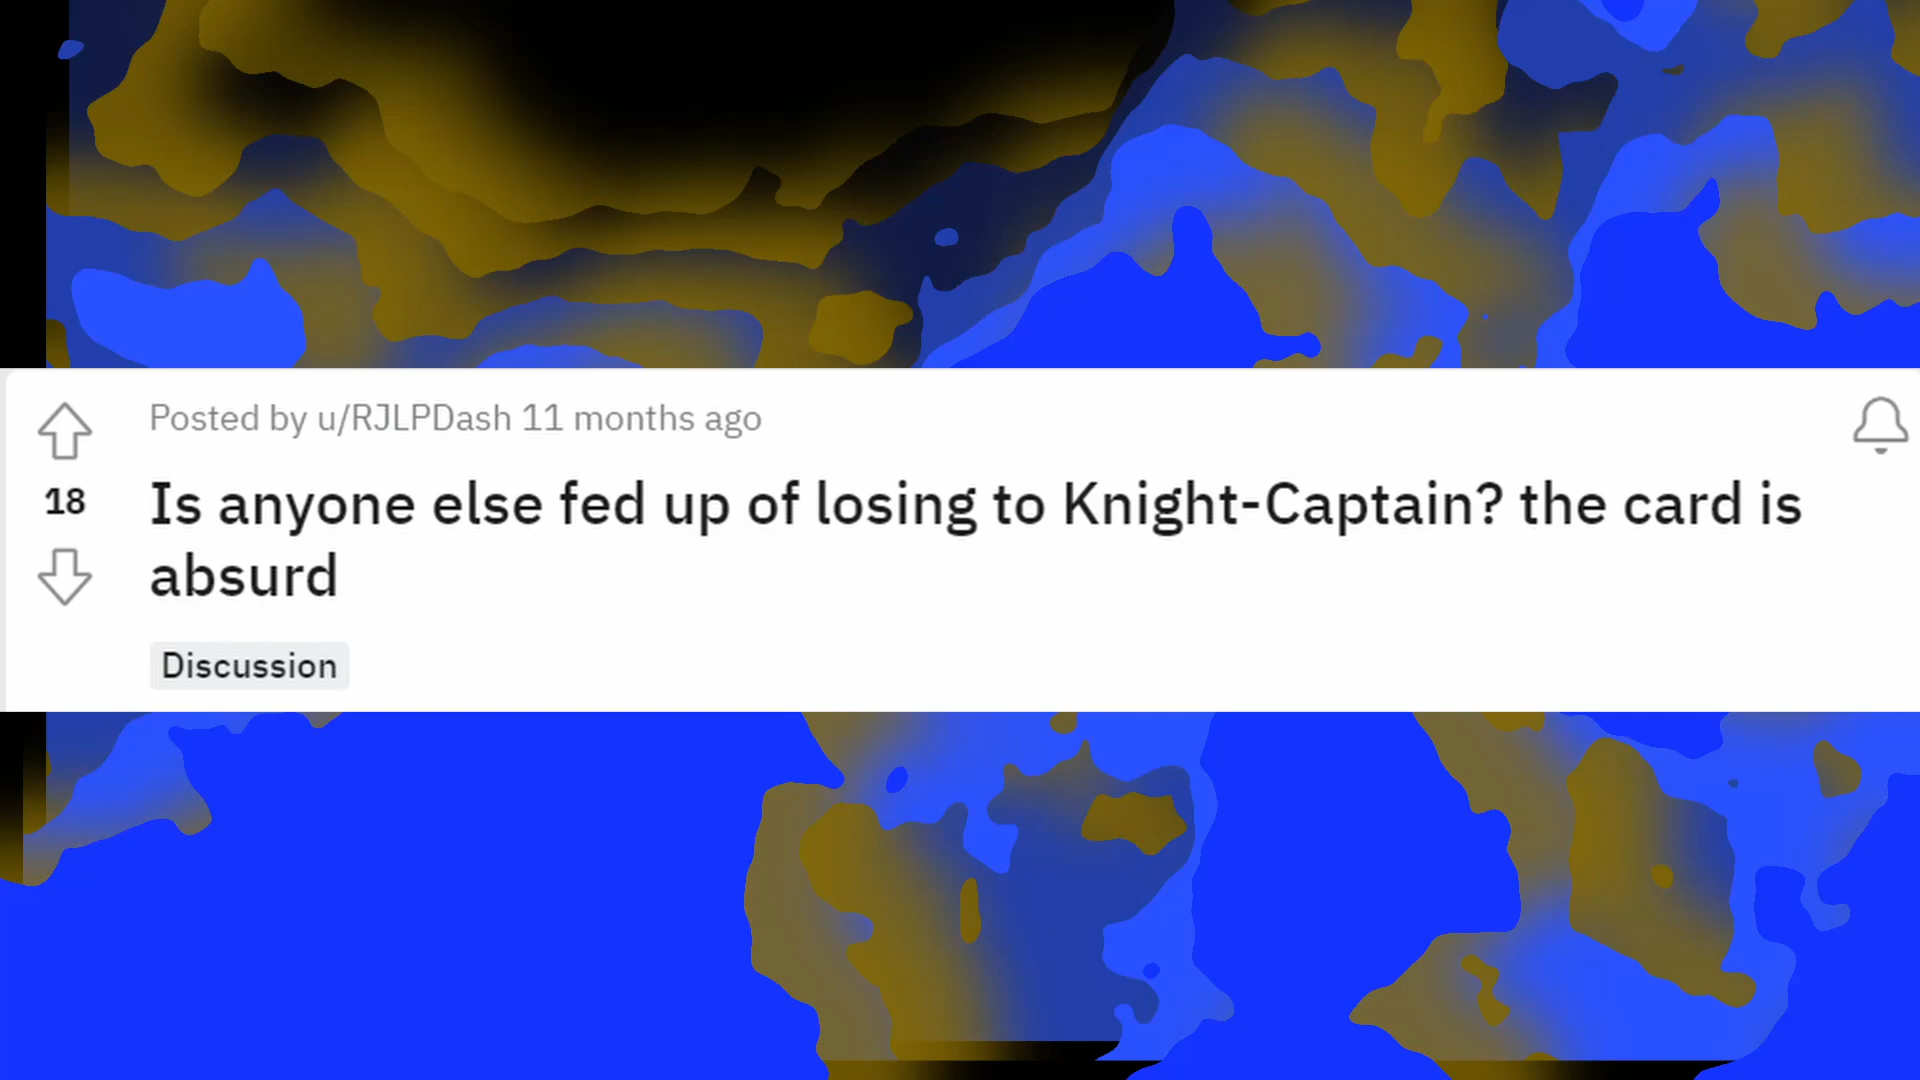 Posted by u/RJLPDash 11 months ago
18
Is anyone else fed up of losing to Knight-Captain? the card is
absurd
Discussion